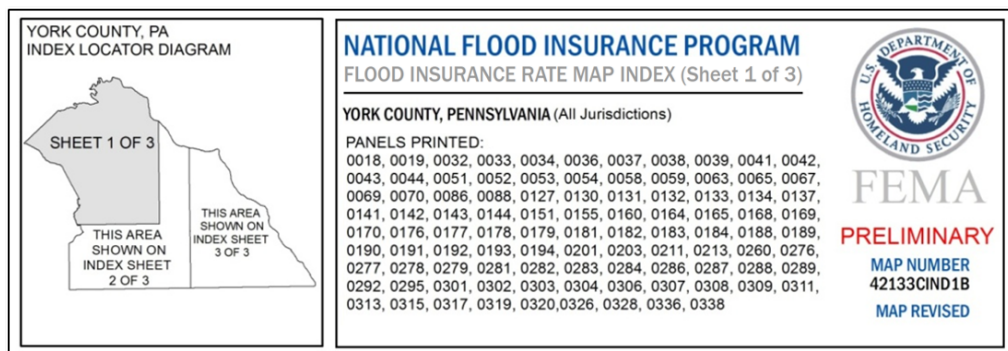 YORK COUNTY, PA
INDEX LOCATOR DIAGRAM
SHEET 1 OF 3
THIS AREA
SHOWN ON
INDEX SHEET
2 OF 3
THIS AREA
SHOWN ON
INDEX SHEET
3 OF 3
NATIONAL FLOOD INSURANCE PROGRAM
FLOOD INSURANCE RATE MAP INDEX (Sheet 1 of 3)
YORK COUNTY, PENNSYLVANIA (All Jurisdictions)
PANELS PRINTED:
0018, 0019, 0032, 0033, 0034, 0036, 0037, 0038, 0039, 0041, 0042,
0043, 0044, 0051, 0052, 0053, 0054, 0058, 0059, 0063, 0065, 0067,
0069, 0070, 0086, 0088, 0127, 0130, 0131, 0132, 0133, 0134, 0137,
0141, 0142, 0143, 0144, 0151, 0155, 0160, 0164, 0165, 0168, 0169,
0170, 0176, 0177, 0178, 0179, 0181, 0182, 0183, 0184, 0188, 0189,
0190, 0191, 0192, 0193, 0194, 0201, 0203, 0211, 0213, 0260, 0276,
0277, 0278, 0279, 0281, 0282, 0283, 0284, 0286, 0287, 0288, 0289,
0292, 0295, 0301, 0302, 0303, 0304, 0306, 0307, 0308, 0309, 0311,
0313, 0315, 0317, 0319, 0320,0326, 0328, 0336, 0338
U.S. DEPARTMENT OF
HOMELAND SECURITY
FEMA
PRELIMINARY
MAP NUMBER
42133CIND1B
MAP REVISED